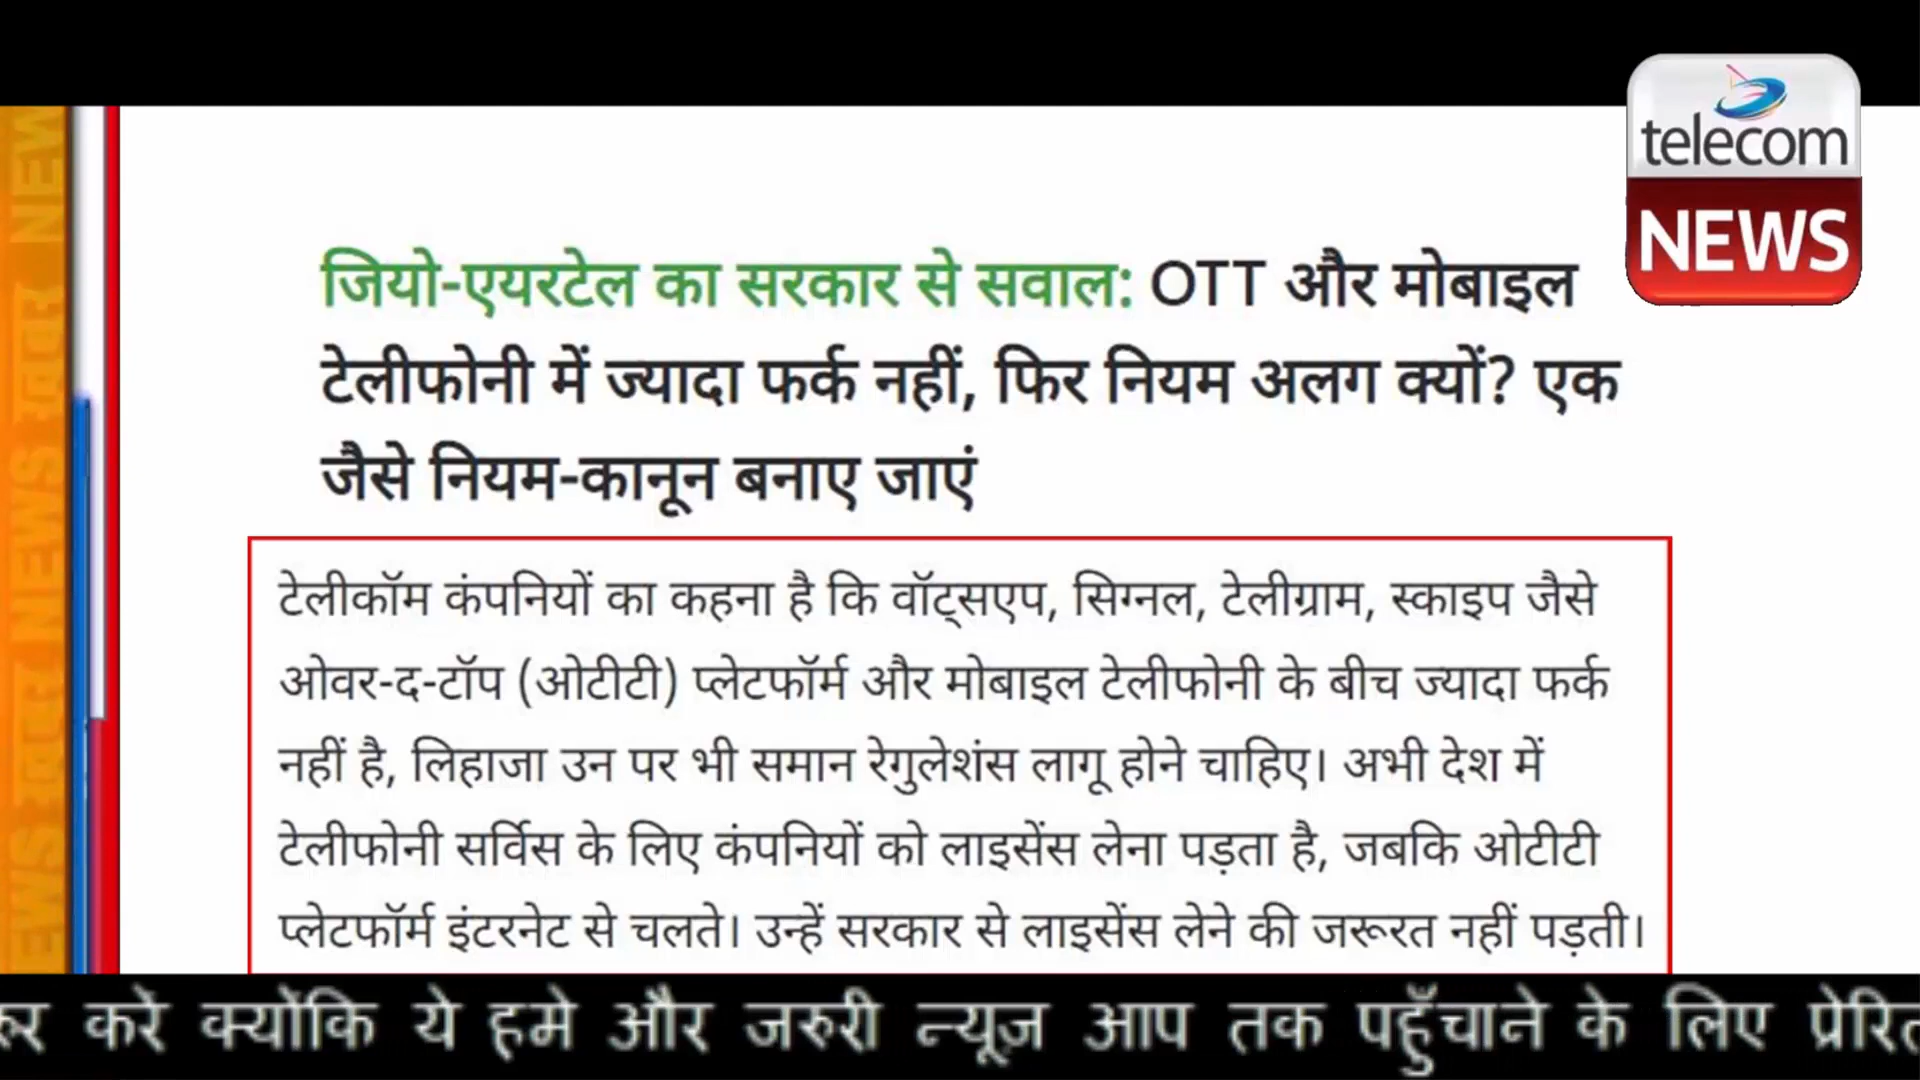 telecom
NEWS
जियो-एयरटेल का सरकार से सवाल: OTT और मोबाइल
टेलीफोनी में ज्यादा फर्क नहीं, फिर नियम अलग क्यों? एक
जैसे नियम-कानून बनाए जाएं
टेलीकॉम कंपनियों का कहना है कि वॉट्सएप, सिग्नल, टेलीग्राम, स्काइप जैसे
ओवर-द-टॉप (ओटीटी) प्लेटफॉर्म और मोबाइल टेलीफोनी के बीच ज्यादा फर्क
नहीं है, लिहाजा उन पर भी समान रेगुलेशंस लागू होने चाहिए। अभी देश में
टेलीफोनी सर्विस के लिए कंपनियों को लाइसेंस लेना पड़ता है, जबकि ओटीटी
प्लेटफॉर्म इंटरनेट से चलते। उन्हें सरकार से लाइसेंस लेने की जरूरत नहीं पड़ती।
करें क्योंकि ये हमे और जरुरी न्यूज़ आप तक पहुँचाने के लिए